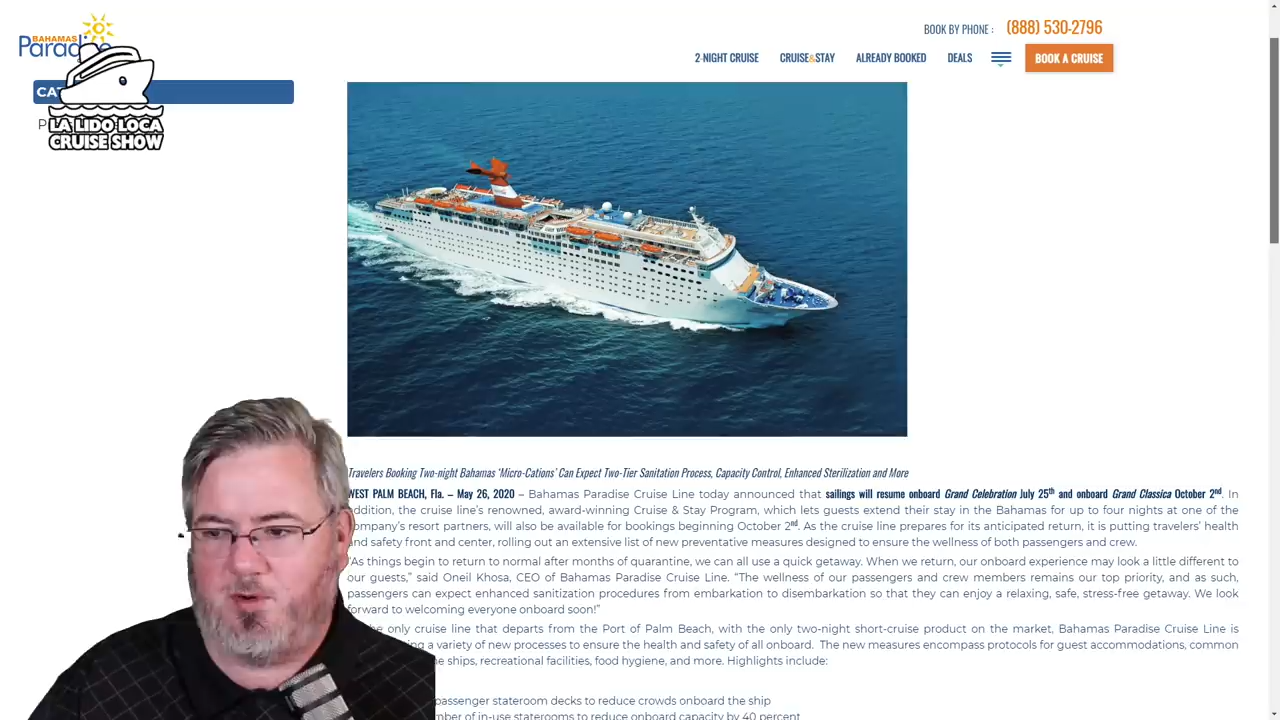 BOOK BY PHONE : (888) 530-2796
BAHAMAS
2-NIGHT CRUISE CRUISE&STAY ALREADY BOOKED DEALS BOOK A CRUISE
LA LIDO LOCA
CRUISE SHOW
Travelers Booking Two-night Bahamas ‘Micro-Cations’ Can Expect Two-Tier Sanitation Process, Capacity Control, Enhanced Sterilization and More
WEST PALM BEACH, Fla. – May 26, 2020 – Bahamas Paradise Cruise Line today announced that sailings will resume onboard Grand Celebration July 25th and onboard Grand Classica October 2nd. In
addition, the cruise line’s renowned, award-winning Cruise & Stay Program, which lets guests extend their stay in the Bahamas for up to four nights at one of the
company’s resort partners, will also be available for bookings beginning October 2nd. As the cruise line prepares for its anticipated return, it is putting travelers’ health
and safety front and center, rolling out an extensive list of new preventative measures designed to ensure the wellness of both passengers and crew.
“As things begin to return to normal after months of quarantine, we can all use a quick getaway. When we return, our onboard experience may look a little different to
our guests,” said Oneil Khosa, CEO of Bahamas Paradise Cruise Line. “The wellness of our passengers and crew members remains our top priority, and as such,
passengers can expect enhanced sanitization procedures from embarkation to disembarkation so that they can enjoy a relaxing, safe, stress-free getaway. We look
forward to welcoming everyone onboard soon!”
only cruise line that departs from the Port of Palm Beach, with the only two-night short-cruise product on the market, Bahamas Paradise Cruise Line is
a variety of new processes to ensure the health and safety of all onboard. The new measures encompass protocols for guest accommodations, common
ships, recreational facilities, food hygiene, and more. Highlights include:
passenger stateroom decks to reduce crowds onboard the ship
of in-use staterooms to reduce onboard capacity by 40 percent